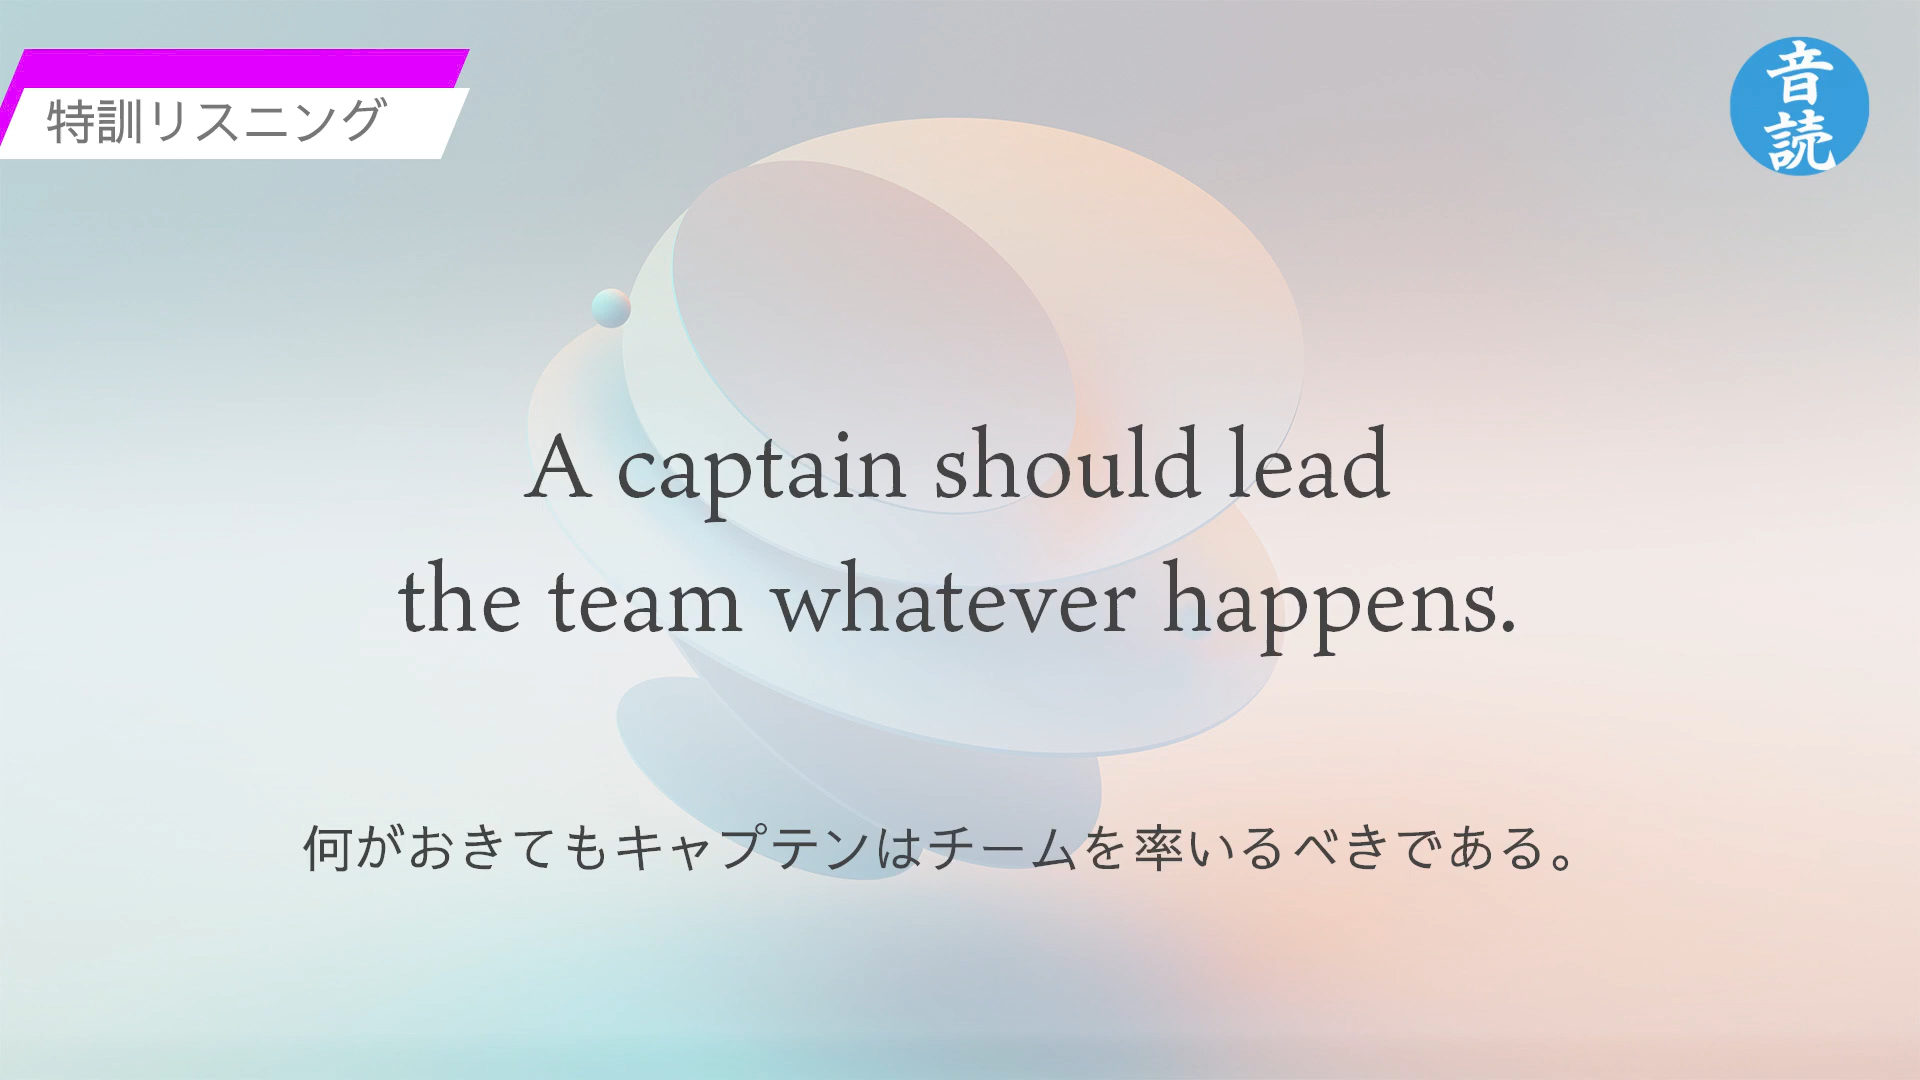 特訓リスニング
音読
A captain should lead
the team whatever happens.
何がおきてもキャプテンはチームを率いるべきである。